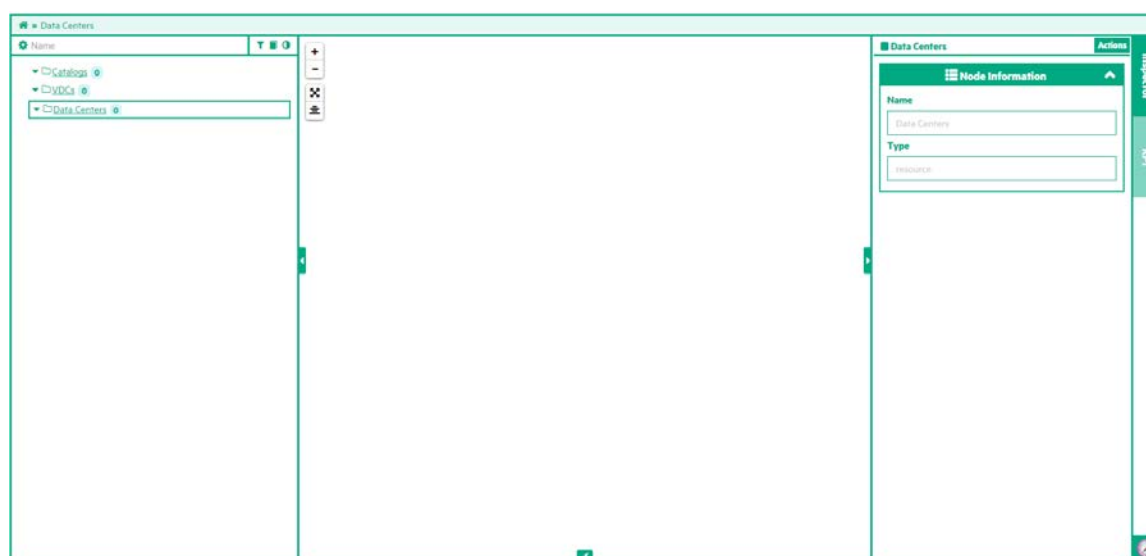 » Data Centers
Name
Catalogs 0
VDCs 0
Data Centers 0
+
−
Data Centers
Actions
Node Information
Name
Data Centers
Type
resource